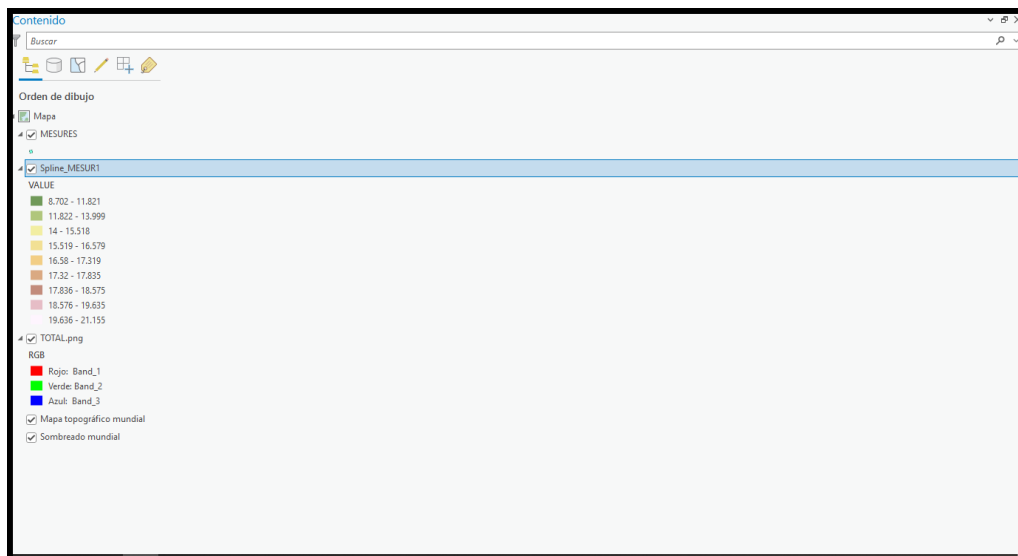 Contenido
Buscar
Orden de dibujo
Mapa
MESURES
Spline_MESUR1
VALUE
8.702 - 11.821
11.822 - 13.999
14 - 15.518
15.519 - 16.579
16.58 - 17.319
17.32 - 17.835
17.836 - 18.575
18.576 - 19.635
19.636 - 21.155
TOTAL.png
RGB
Rojo: Band_1
Verde: Band_2
Azul: Band_3
Mapa topográfico mundial
Sombreado mundial